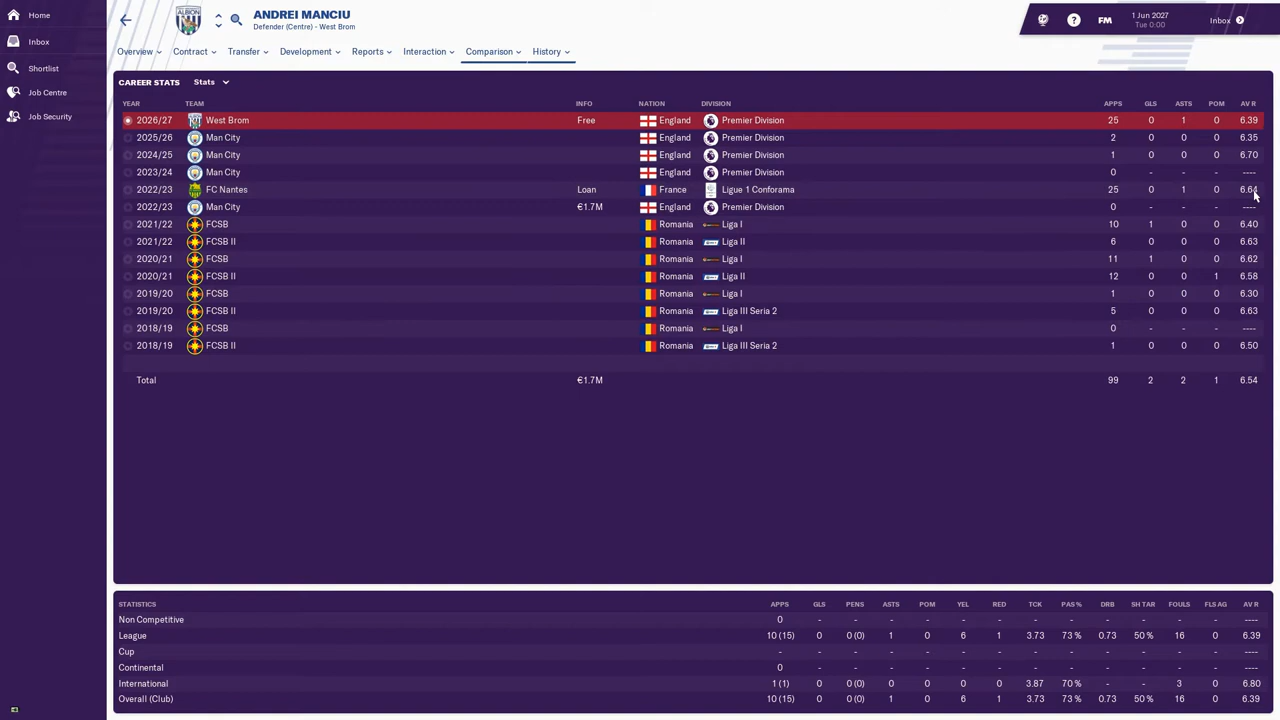 Home
Inbox
Shortlist
Job Centre
Job Security
ANDREI MANCIU
Defender (Centre) - West Brom
FM
1 Jun 2027
Tue 0:00
Inbox
Overview Contract Transfer Development Reports Interaction Comparison History
CAREER STATS Stats
YEAR TEAM INFO NATION DIVISION APPS GLS ASTS POM AV R
2026/27 West Brom Free England Premier Division 25 0 1 0 6.39
2025/26 Man City England Premier Division 2 0 0 0 6.35
2024/25 Man City England Premier Division 1 0 0 0 6.70
2023/24 Man City England Premier Division 0 - - - ----
2022/23 FC Nantes Loan France Ligue 1 Conforama 25 0 1 0 6.64
2022/23 Man City €1.7M England Premier Division 0 - - - ----
2021/22 FCSB Romania Liga I 10 1 0 0 6.40
2021/22 FCSB II Romania Liga II 6 0 0 0 6.63
2020/21 FCSB Romania Liga I 11 1 0 0 6.62
2020/21 FCSB II Romania Liga II 12 0 0 1 6.58
2019/20 FCSB Romania Liga I 1 0 0 0 6.30
2019/20 FCSB II Romania Liga III Seria 2 5 0 0 0 6.63
2018/19 FCSB Romania Liga I 0 - - - ----
2018/19 FCSB II Romania Liga III Seria 2 1 0 0 0 6.50
Total €1.7M 99 2 2 1 6.54
STATISTICS APPS GLS PENS ASTS POM YEL RED TCK PAS % DRB SH TAR FOULS FLS AG AV R
Non Competitive 0 - - - - - - - - - - - - ----
League 10 (15) 0 0 (0) 1 0 6 1 3.73 73 % 0.73 50 % 16 0 6.39
Cup - - - - - - - - - - - - - ----
Continental 0 - - - - - - - - - - - - ----
International 1 (1) 0 0 (0) 0 0 0 0 3.87 70 % - - 3 0 6.80
Overall (Club) 10 (15) 0 0 (0) 1 0 6 1 3.73 73 % 0.73 50 % 16 0 6.39